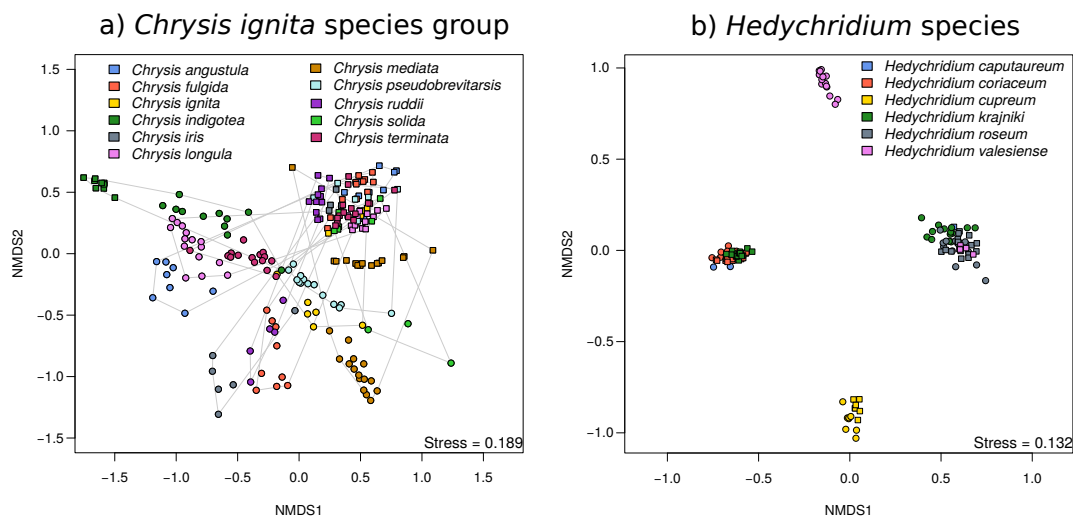 a) Chrysis ignita species group
1.5
1.0
0.5
0.0
−0.5
−1.0
−1.5
NMDS2
Chrysis angustula
Chrysis fulgida
Chrysis ignita
Chrysis indigotea
Chrysis iris
Chrysis longula
Chrysis mediata
Chrysis pseudobrevitarsis
Chrysis ruddii
Chrysis solida
Chrysis terminata
Stress = 0.189
−1.5 −1.0 −0.5 0.0 0.5 1.0 1.5
NMDS1
b) Hedychridium species
1.0
0.5
0.0
−0.5
−1.0
NMDS2
Hedychridium caputaureum
Hedychridium coriaceum
Hedychridium cupreum
Hedychridium krajniki
Hedychridium roseum
Hedychridium valesiense
Stress = 0.132
−1.0 −0.5 0.0 0.5 1.0
NMDS1